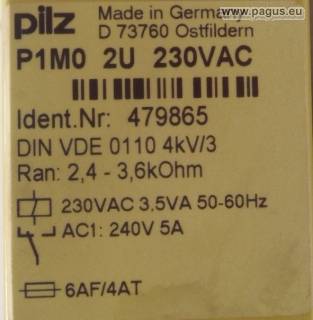 www.pagus.eu
pilz
Made in Germany
D 73760 Ostfildern
P1M0 2U 230VAC
Ident.Nr: 479865
DIN VDE 0110 4kV/3
Ran: 2,4 - 3,6kOhm
230VAC 3,5VA 50-60Hz
AC1: 240V 5A
6AF/4AT